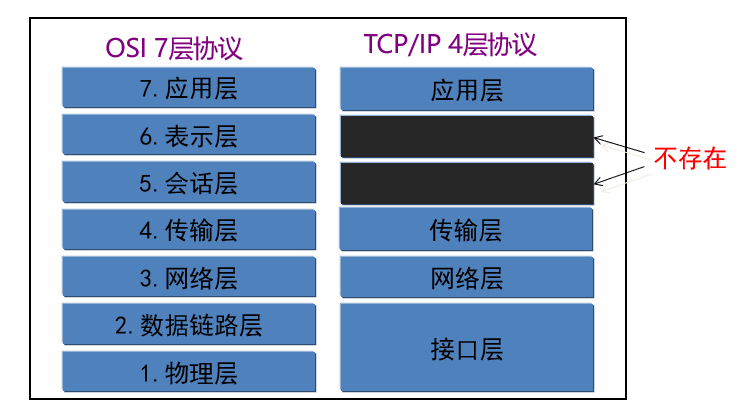 OSI 7层协议
7. 应用层
6. 表示层
5. 会话层
4. 传输层
3. 网络层
2. 数据链路层
1. 物理层
TCP/IP 4层协议
应用层
传输层
网络层
接口层
不存在